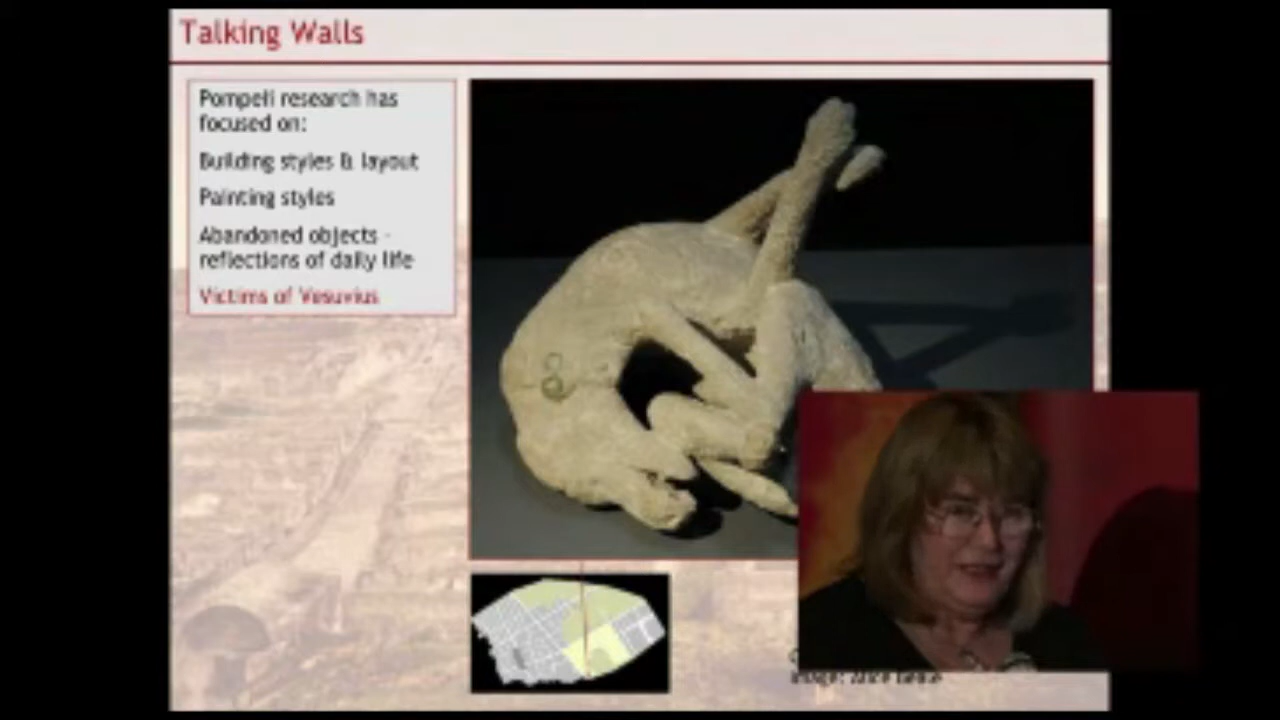 Talking Walls
Pompeii research has
focused on:
Building styles & layout
Painting styles
Abandoned objects -
reflections of daily life
Victims of Vesuvius
Image: